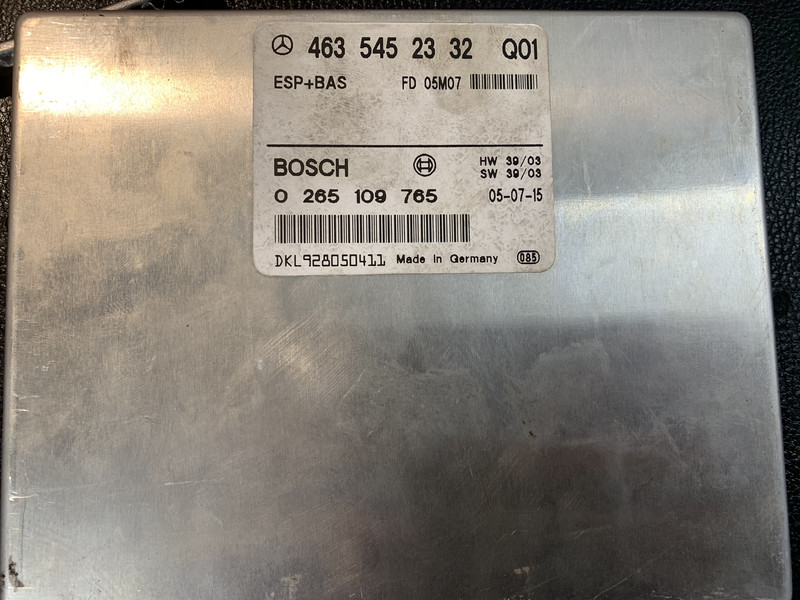 463 545 23 32 Q01
ESP+BAS FD 05M07
BOSCH HW 39/03
SW 39/03
0 265 109 765 05-07-15
DKL928050411 Made in Germany 085